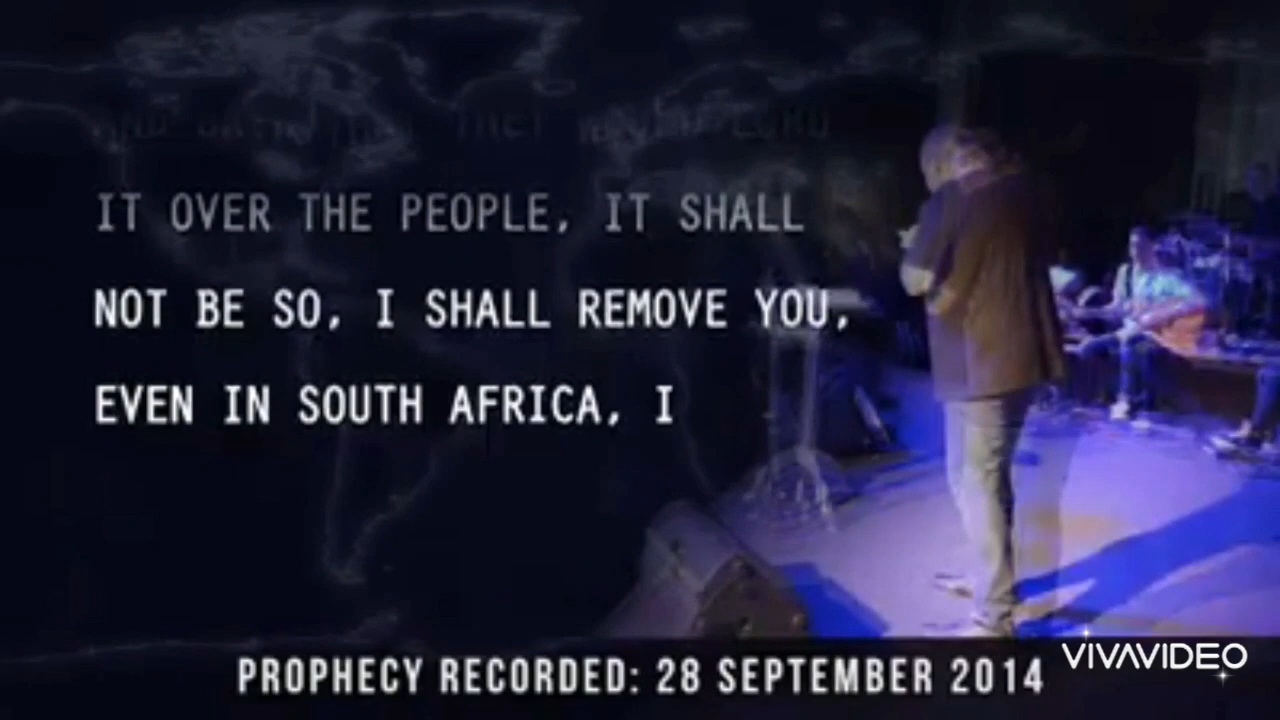 IT OVER THE PEOPLE, IT SHALL
NOT BE SO, I SHALL REMOVE YOU,
EVEN IN SOUTH AFRICA, I
PROPHECY RECORDED: 28 SEPTEMBER 2014
VIVAVIDEO